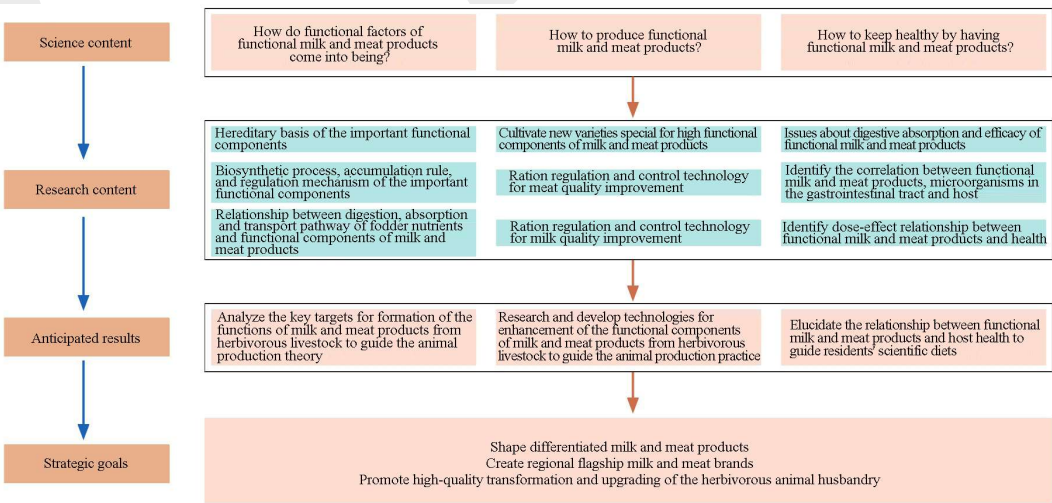 Science content
How do functional factors of
functional milk and meat products
come into being?
How to produce functional
milk and meat products?
How to keep healthy by having
functional milk and meat products?
Research content
Hereditary basis of the important functional
components
Cultivate new varieties special for high functional
components of milk and meat products
Issues about digestive absorption and efficacy of
functional milk and meat products
Biosynthetic process, accumulation rule,
and regulation mechanism of the important
functional components
Ration regulation and control technology
for meat quality improvement
Identify the correlation between functional
milk and meat products, microorganisms in
the gastrointestinal tract and host
Relationship between digestion, absorption
and transport pathway of fodder nutrients
and functional components of milk and
meat products
Ration regulation and control technology
for milk quality improvement
Identify dose-effect relationship between
functional milk and meat products and health
Anticipated results
Analyze the key targets for formation of the
functions of milk and meat products from
herbivorous livestock to guide the animal
production theory
Research and develop technologies for
enhancement of the functional components
of milk and meat products from herbivorous
livestock to guide the animal production practice
Elucidate the relationship between functional
milk and meat products and host health to
guide residents' scientific diets
Strategic goals
Shape differentiated milk and meat products
Create regional flagship milk and meat brands
Promote high-quality transformation and upgrading of the herbivorous animal husbandry